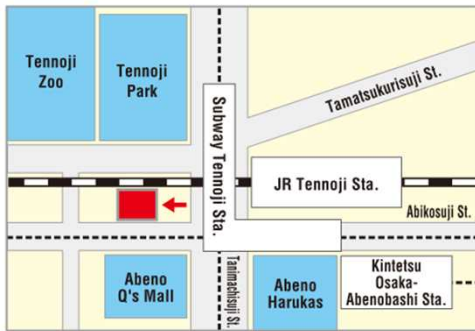 Tennoji
Zoo
Tennoji
Park
Tamatsukurisuji St.
Subway Tennoji Sta.
JR Tennoji Sta.
Abikosuji St.
Tanimachisuji St.
Abeno
Q's Mall
Abeno
Harukas
Kintetsu
Osaka-
Abenobashi Sta.